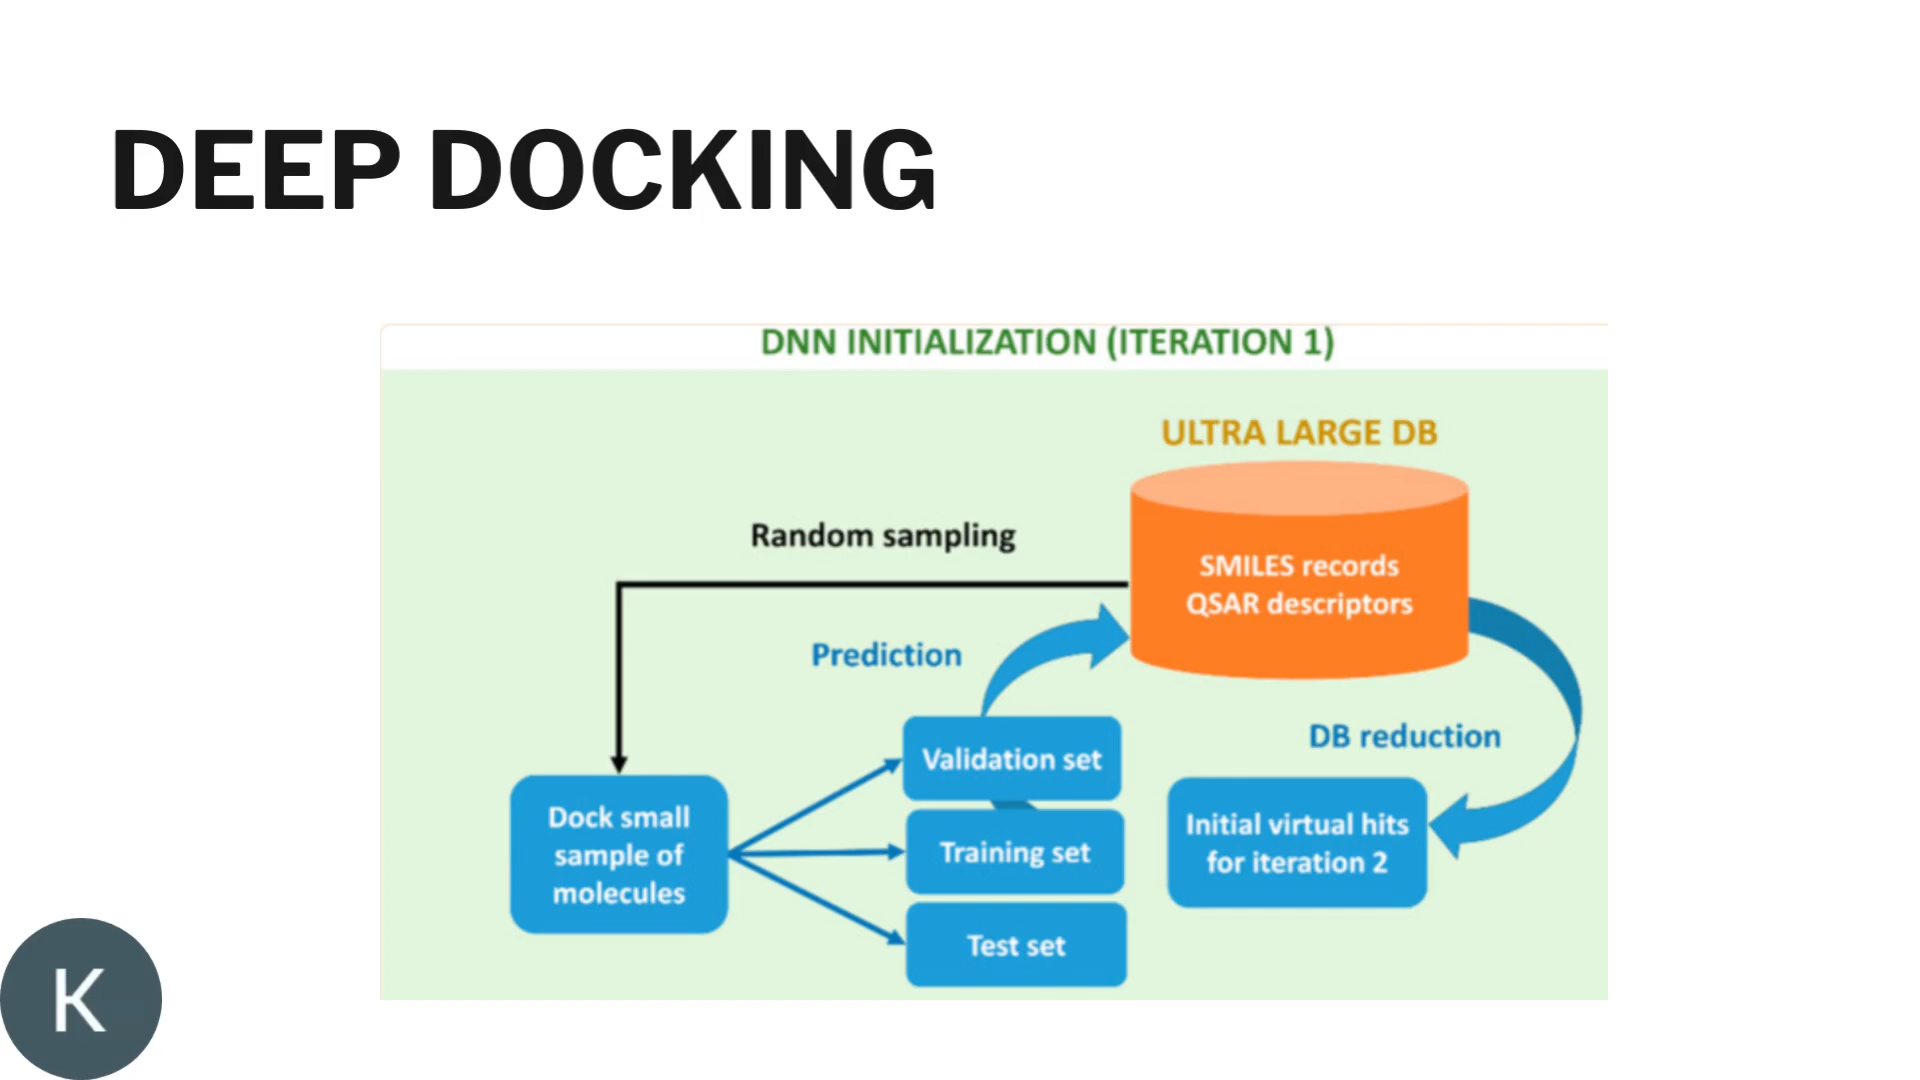 DEEP DOCKING
DNN INITIALIZATION (ITERATION 1)
ULTRA LARGE DB
Random sampling
SMILES records
QSAR descriptors
Prediction
DB reduction
Validation set
Dock small
sample of
molecules
Training set
Initial virtual hits
for iteration 2
Test set
K